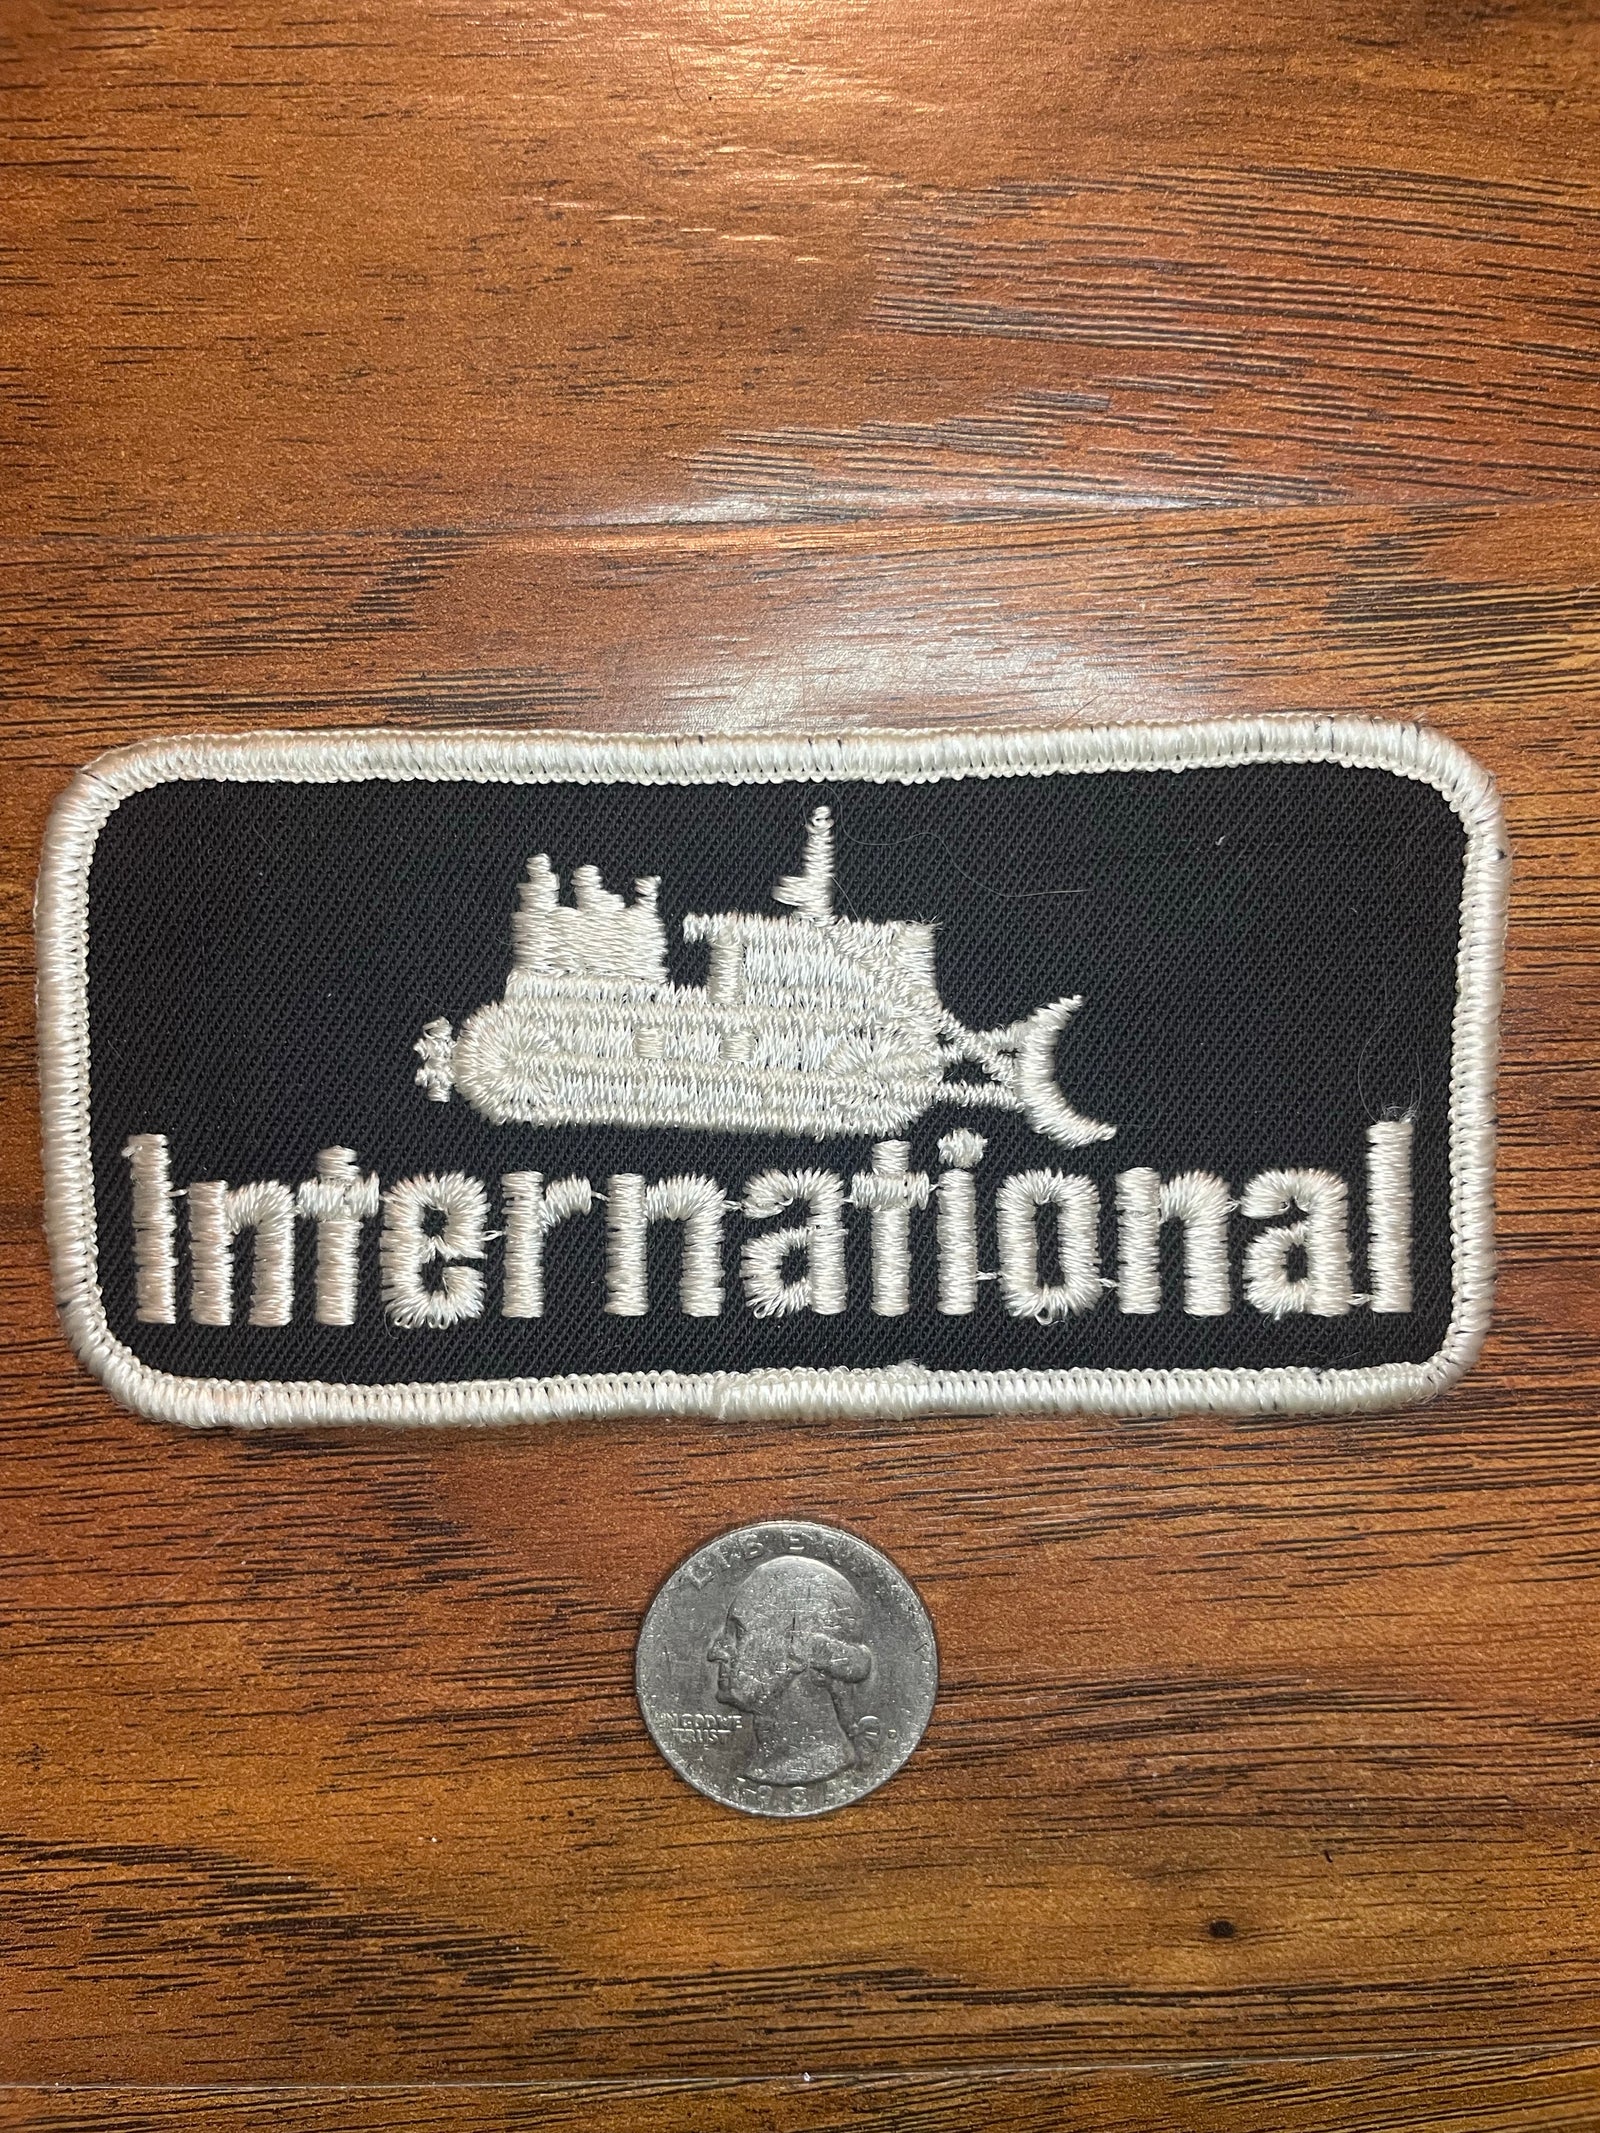 International
LIBERTY
IN GOD WE
TRUST